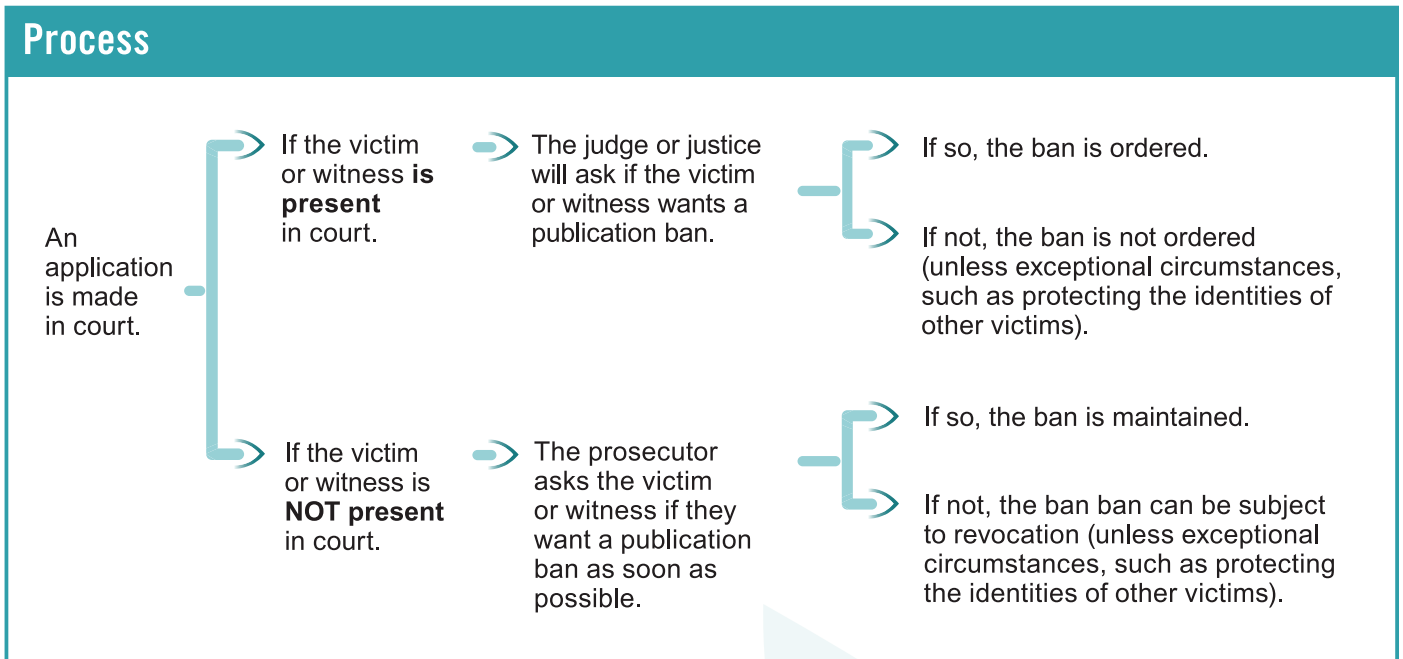 Process
An
application
is made
in court.
If the victim
or witness is
present
in court.
The judge or justice
will ask if the victim
or witness wants a
publication ban.
If so, the ban is ordered.
If not, the ban is not ordered
(unless exceptional circumstances,
such as protecting the identities of
other victims).
If the victim
or witness is
NOT present
in court.
The prosecutor
asks the victim
or witness if they
want a publication
ban as soon as
possible.
If so, the ban is maintained.
If not, the ban ban can be subject
to revocation (unless exceptional
circumstances, such as protecting
the identities of other victims).